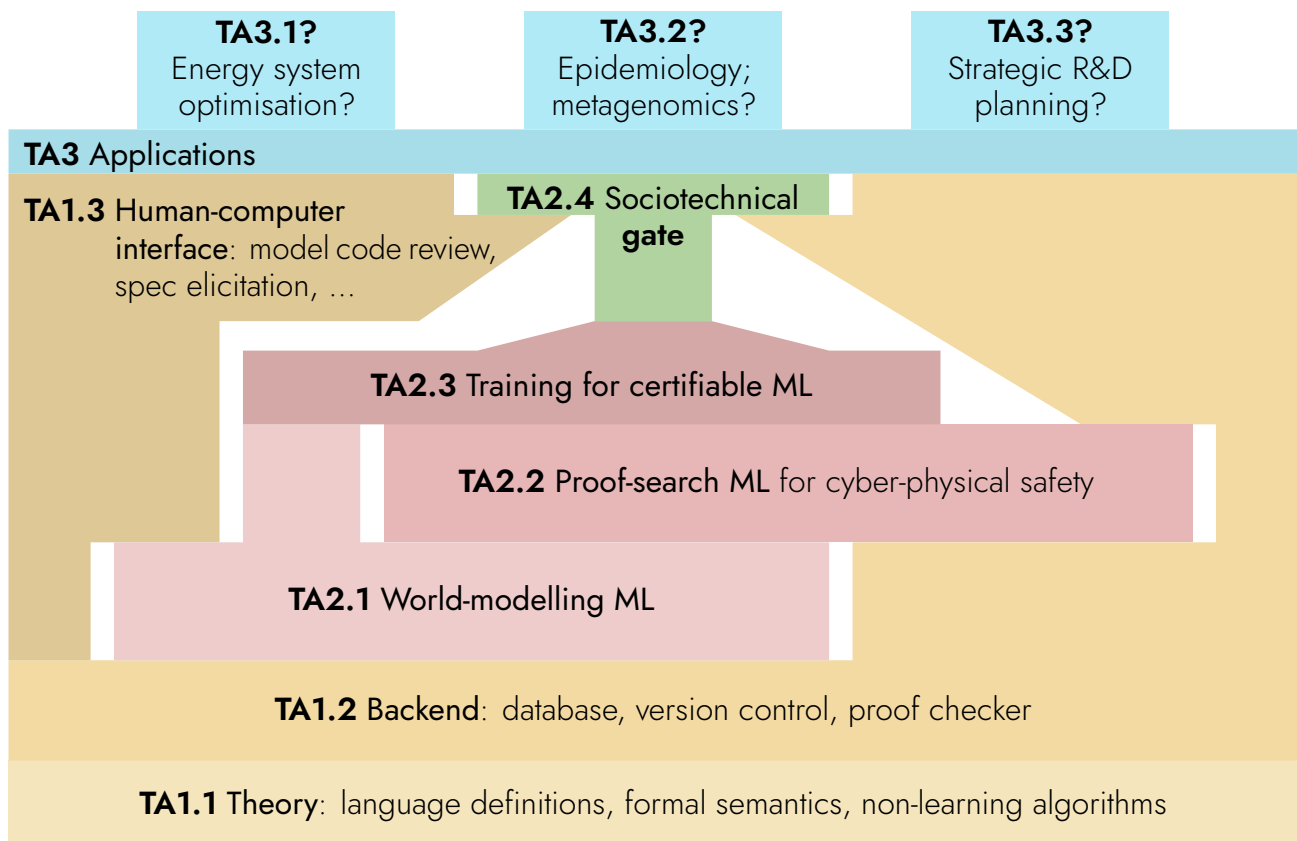 TA3.1?
Energy system
optimisation?
TA3.2?
Epidemiology;
metagenomics?
TA3.3?
Strategic R&D
planning?
TA3 Applications
TA1.3 Human-computer
interface: model code review,
spec elicitation, ...
TA2.4 Sociotechnical
gate
TA2.3 Training for certifiable ML
TA2.2 Proof-search ML for cyber-physical safety
TA2.1 World-modelling ML
TA1.2 Backend: database, version control, proof checker
TA1.1 Theory: language definitions, formal semantics, non-learning algorithms